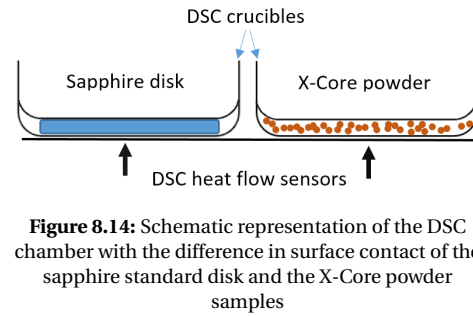 DSC crucibles
Sapphire disk
X-Core powder
DSC heat flow sensors
Figure 8.14: Schematic representation of the DSC
chamber with the difference in surface contact of the
sapphire standard disk and the X-Core powder
samples